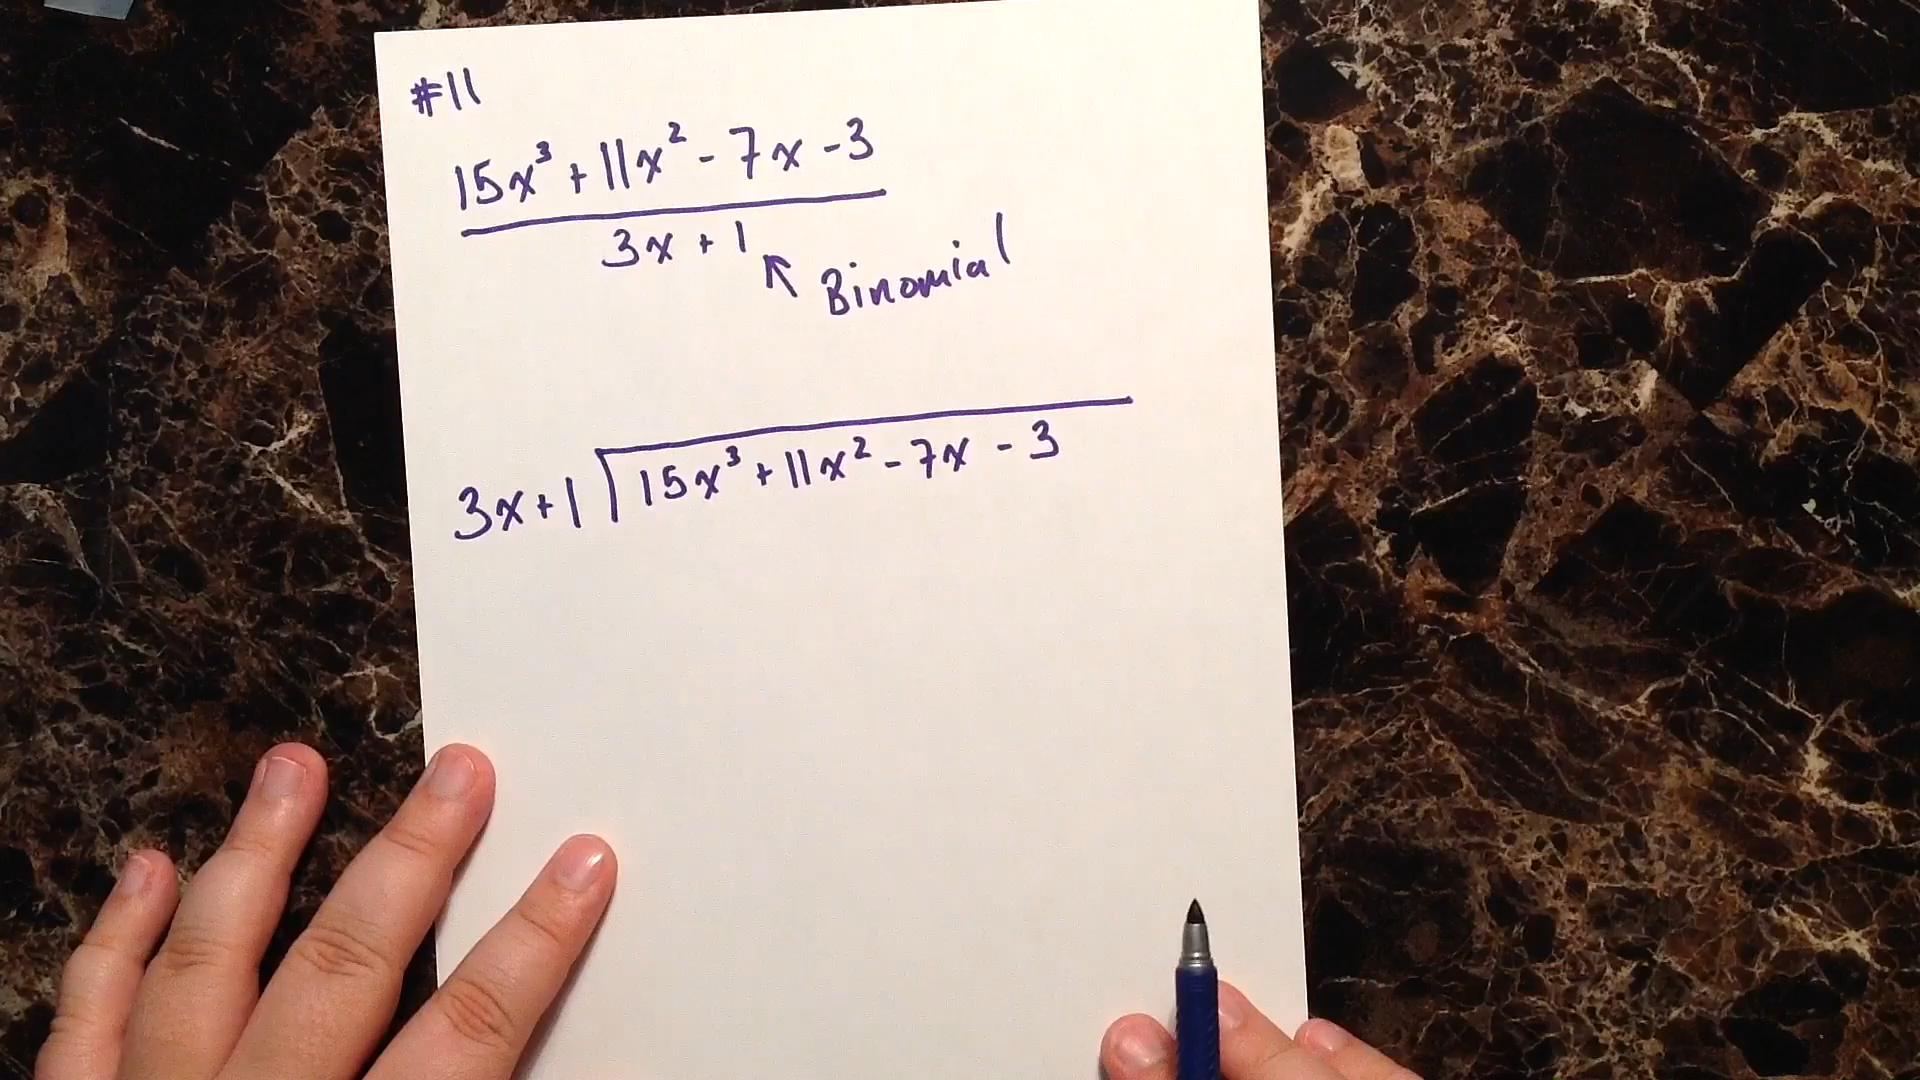 #11
15x³ + 11x² - 7x - 3
3x + 1
Binomial
3x + 1 15x³ + 11x² - 7x - 3